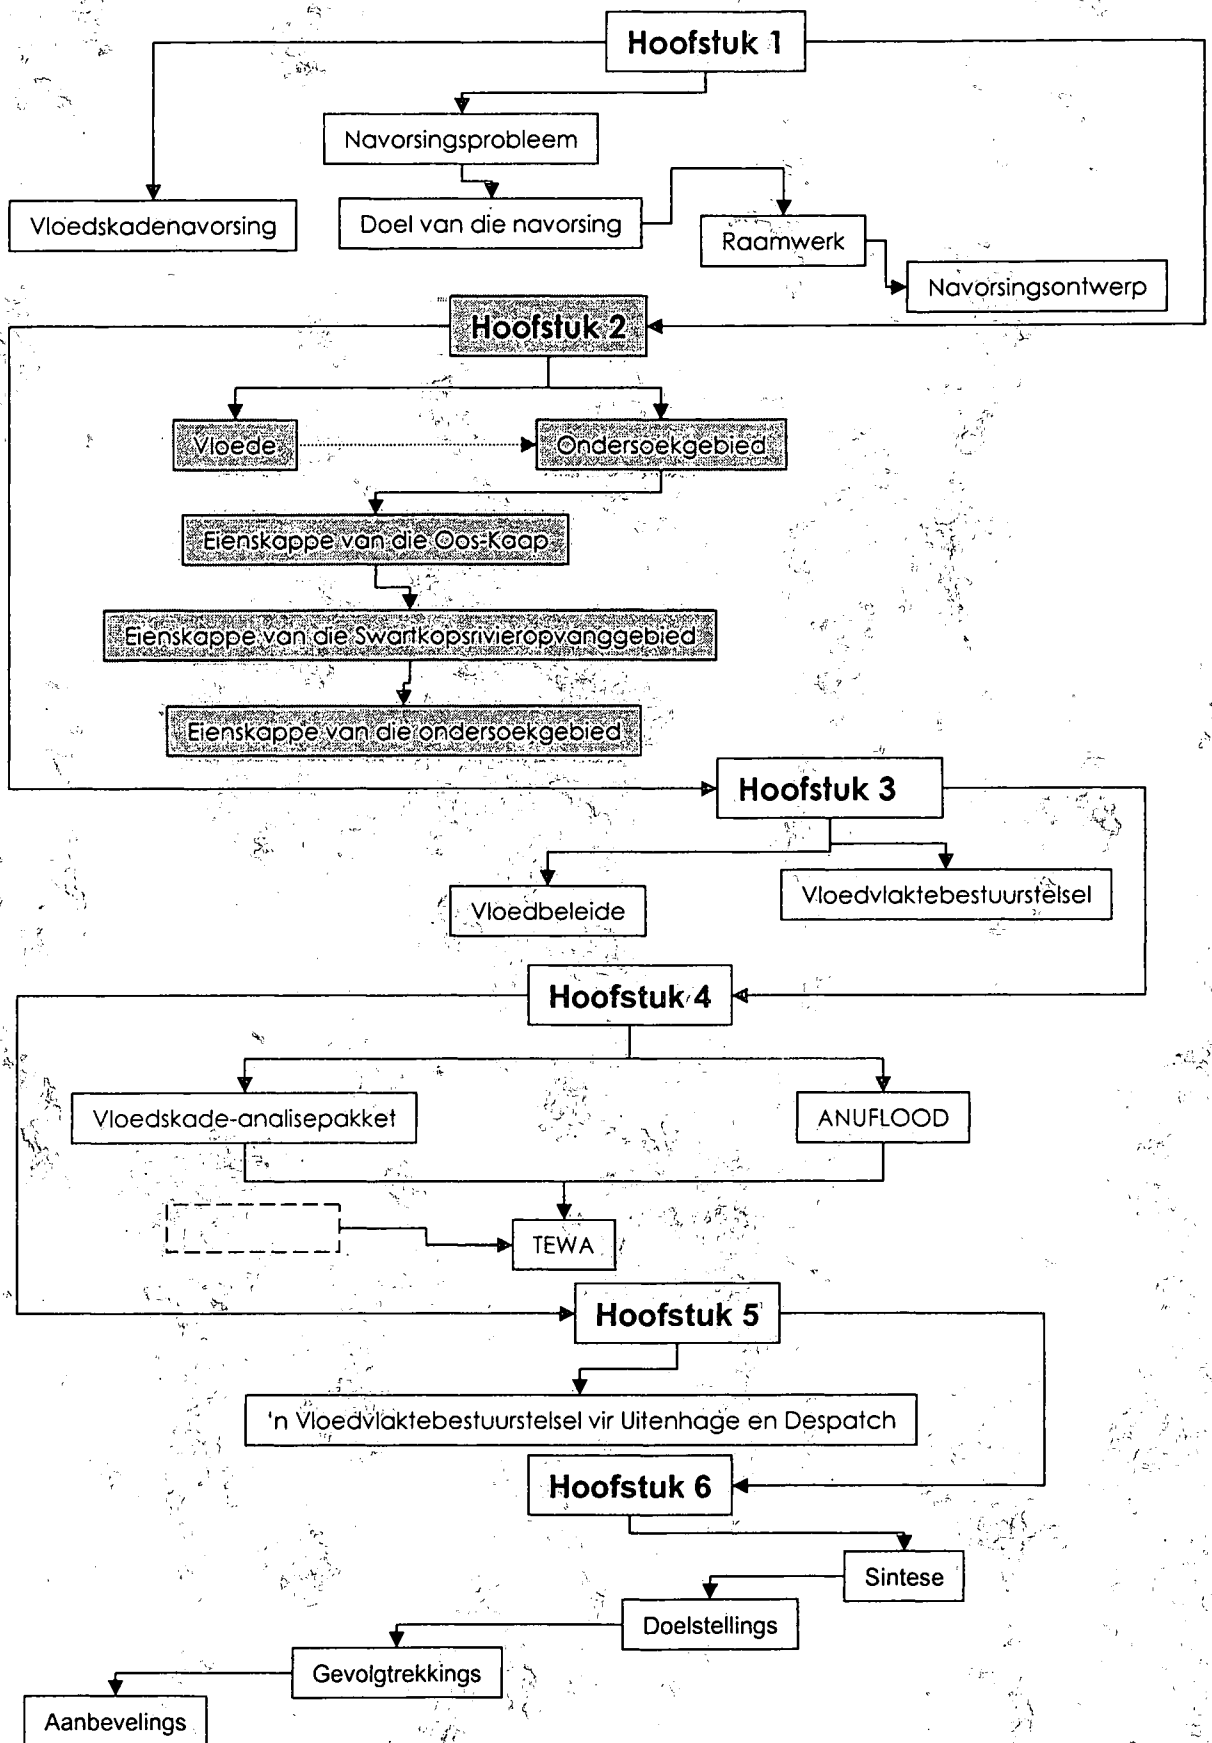 Hoofstuk 1
Navorsingsprobleem
Vloedskadenavorsing
Doel van die navorsing
Raamwerk
Navorsingsontwerp
Hoofstuk 2
Vloede
Ondersoekgebied
Eienskappe van die Oos-Kaap
Eienskappe van die Swartkopsrivieropvanggebied
Eienskappe van die ondersoekgebied
Hoofstuk 3
Vloedbeleide
Vloedvlaktebestuurstelsel
Hoofstuk 4
Vloedskade-analisepakket
ANUFLOOD
TEWA
Hoofstuk 5
'n Vloedvlaktebestuurstelsel vir Uitenhage en Despatch
Hoofstuk 6
Sintese
Doelstellings
Gevolgtrekkings
Aanbevelings